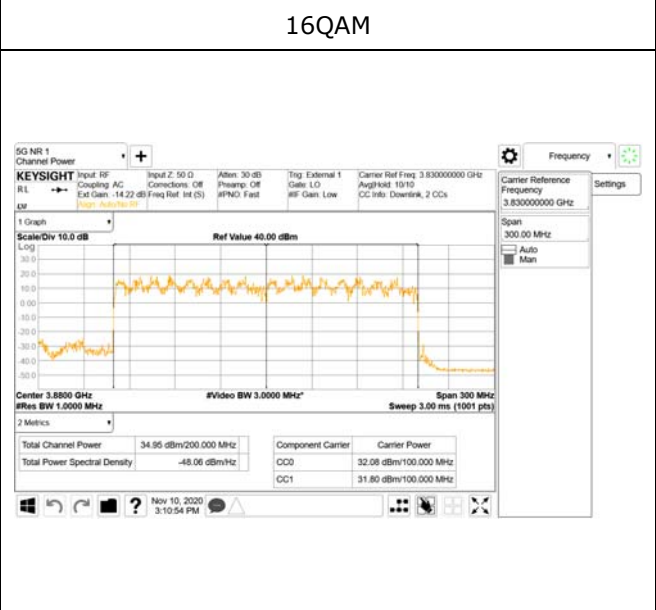 16QAM
5G NR 1
Channel Power
KEYSIGHT
RL
Input: RF
Coupling: AC
Ext Gain: -14.22 dB
Align: Auto/No RF
Input Z: 50 Ω
Corrections: Off
Freq Ref: Int (S)
Atten: 30 dB
Preamp: Off
#PNO: Fast
Trig: External 1
Gate: LO
#IF Gain: Low
Carrier Ref Freq: 3.830000000 GHz
Avg|Hold: 10/10
CC Info: Downlink, 2 CCs
Frequency
Settings
Carrier Reference
Frequency
3.830000000 GHz
Span
300.00 MHz
Auto
Man
1 Graph
Scale/Div 10.0 dB
Ref Value 40.00 dBm
Log
30.0
20.0
10.0
0.00
-10.0
-20.0
-30.0
-40.0
-50.0
Center 3.8800 GHz
#Video BW 3.0000 MHz*
Span 300 MHz
#Res BW 1.0000 MHz
Sweep 3.00 ms (1001 pts)
2 Metrics
Total Channel Power 34.95 dBm/200.000 MHz
Total Power Spectral Density -48.06 dBm/Hz
Component Carrier Carrier Power
CC0 32.08 dBm/100.000 MHz
CC1 31.80 dBm/100.000 MHz
?
Nov 10, 2020
3:10:54 PM